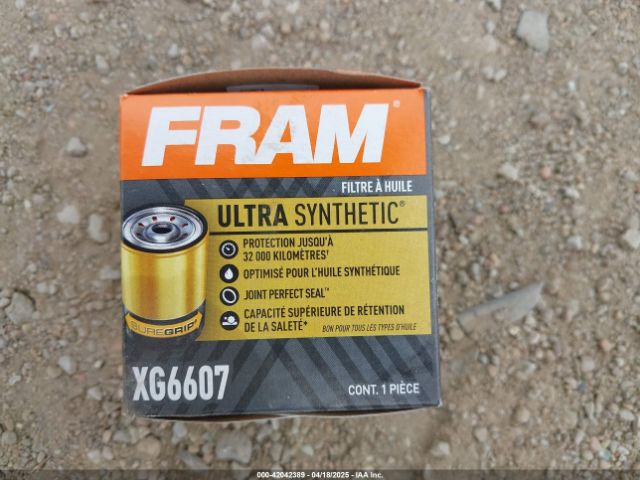 FRAM®
FILTRE À HUILE
ULTRA SYNTHETIC®
PROTECTION JUSQU'À
32 000 KILOMÈTRES†
OPTIMISÉ POUR L'HUILE SYNTHÉTIQUE
JOINT PERFECT SEAL™
CAPACITÉ SUPÉRIEURE DE RÉTENTION
DE LA SALETÉ*
BON POUR TOUS LES TYPES D'HUILE
SUREGRIP®
XG6607
CONT. 1 PIÈCE
000-42042389 - 04/18/2025 - IAA Inc.